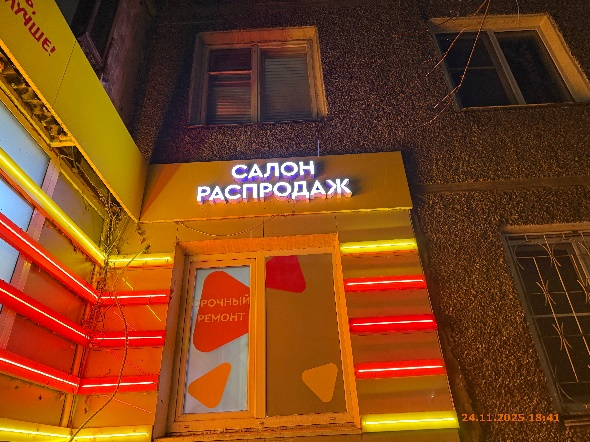 ЛУЧШЕ!
САЛОН
РАСПРОДАЖ
РОЧНЫЙ
РЕМОНТ
24.11.2025 18:41